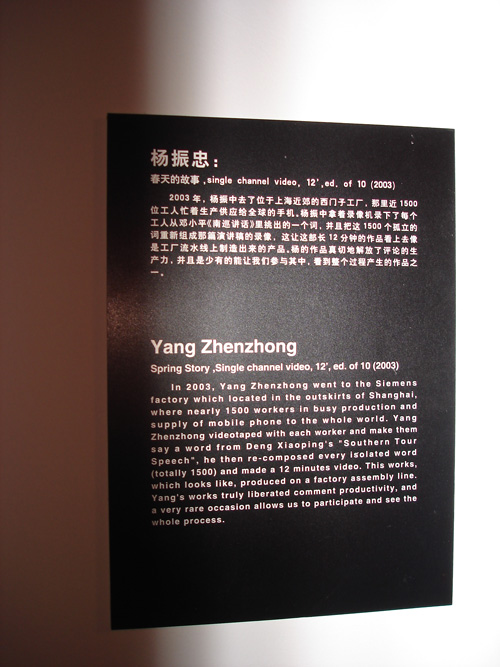 杨振忠：
春天的故事 ,single channel video, 12',ed. of 10 (2003)
2003 年，杨振中去了位于上海近郊的西门子工厂，那里近 1500
位工人忙着生产供应给全球的手机。杨振中拿着录像机录下了每个
工人从邓小平《南巡讲话》里挑出的一个词，并且把这 1500 个孤立的
词重新组成那篇演讲稿的录像，这让这部长 12 分钟的作品看上去像
是工厂流水线上制造出来的产品。杨的作品真切地解放了评论的生
产力，并且是少有的能让我们参与其中，看到整个过程产生的作品之
一。
Yang Zhenzhong
Spring Story ,Single channel video, 12', ed. of 10 (2003)
In 2003, Yang Zhenzhong went to the Siemens
factory which located in the outskirts of Shanghai,
where nearly 1500 workers in busy production and
supply of mobile phone to the whole world. Yang
Zhenzhong videotaped with each worker and make them
say a word from Deng Xiaoping's "Southern Tour
Speech", he then re-composed every isolated word
(totally 1500) and made a 12 minutes video. This works,
which looks like, produced on a factory assembly line.
Yang's works truly liberated comment productivity, and
a very rare occasion allows us to participate and see the
whole process.